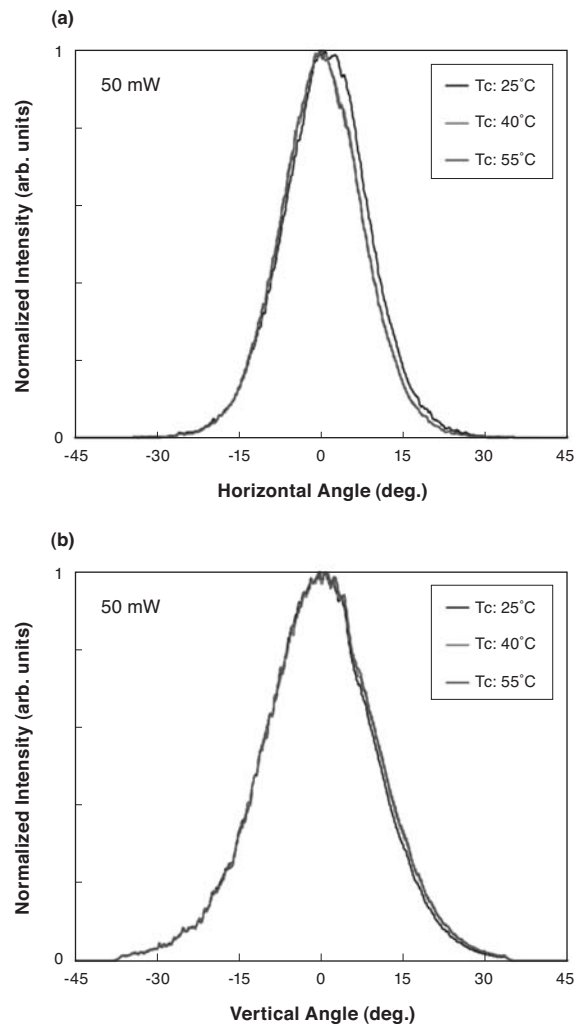 (a)
1
50 mW
Tc: 25˚C
Tc: 40˚C
Tc: 55˚C
Normalized Intensity (arb. units)
0
-45 -30 -15 0 15 30 45
Horizontal Angle (deg.)
(b)
1
50 mW
Tc: 25˚C
Tc: 40˚C
Tc: 55˚C
Normalized Intensity (arb. units)
0
-45 -30 -15 0 15 30 45
Vertical Angle (deg.)